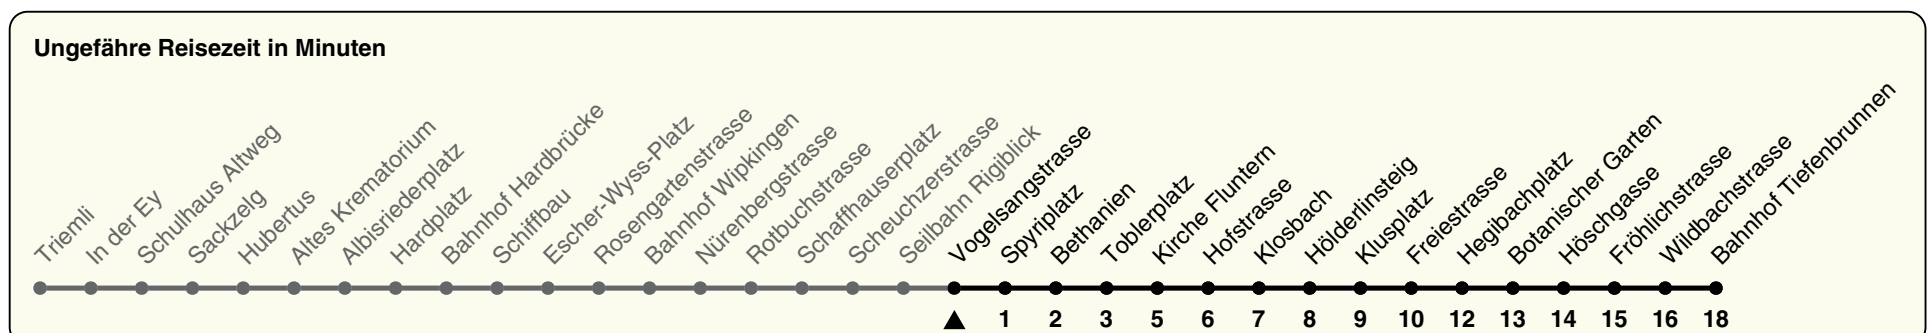 Ungefähre Reisezeit in Minuten
Triemli
In der Ey
Schulhaus Altweg
Sackzelg
Hubertus
Altes Krematorium
Albisriederplatz
Hardplatz
Bahnhof Hardbrücke
Schiffbau
Escher-Wyss-Platz
Rosengartenstrasse
Bahnhof Wipkingen
Nürenbergstrasse
Rotbuchstrasse
Schaffhauserplatz
Scheuchzerstrasse
Seilbahn Rigiblick
Vogelsangstrasse
Spyriplatz
Bethanien
Toblerplatz
Kirche Fluntern
Hofstrasse
Klosbach
Hölderlinsteig
Klusplatz
Freiestrasse
Hegibachplatz
Botanischer Garten
Höschgasse
Fröhlichstrasse
Wildbachstrasse
Bahnhof Tiefenbrunnen
1 2 3 5 6 7 8 9 10 12 13 14 15 16 18